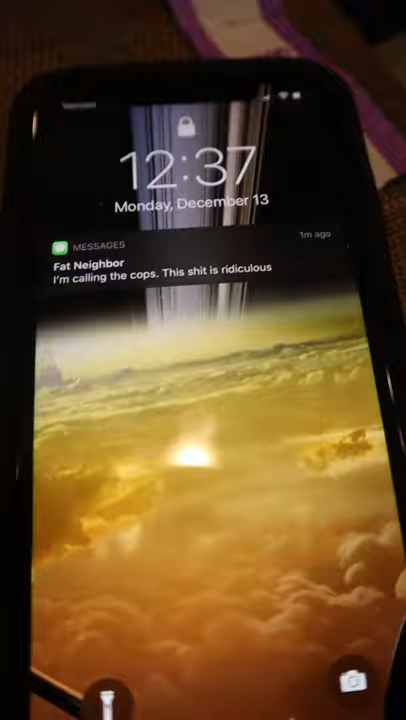 12:37
Monday, December 13
MESSAGES 1m ago
Fat Neighbor
I'm calling the cops. This shit is ridiculous